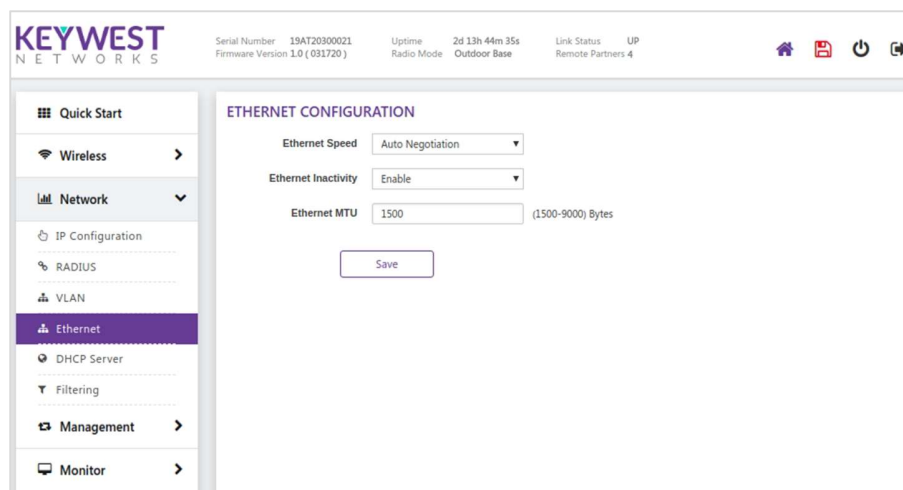 KEYWEST
NETWORKS
Serial Number 19AT20300021 Uptime 2d 13h 44m 35s Link Status UP
Firmware Version 1.0 ( 031720 ) Radio Mode Outdoor Base Remote Partners 4
Quick Start
Wireless
Network
IP Configuration
RADIUS
VLAN
Ethernet
DHCP Server
Filtering
Management
Monitor
ETHERNET CONFIGURATION
Ethernet Speed Auto Negotiation
Ethernet Inactivity Enable
Ethernet MTU 1500 (1500-9000) Bytes
Save